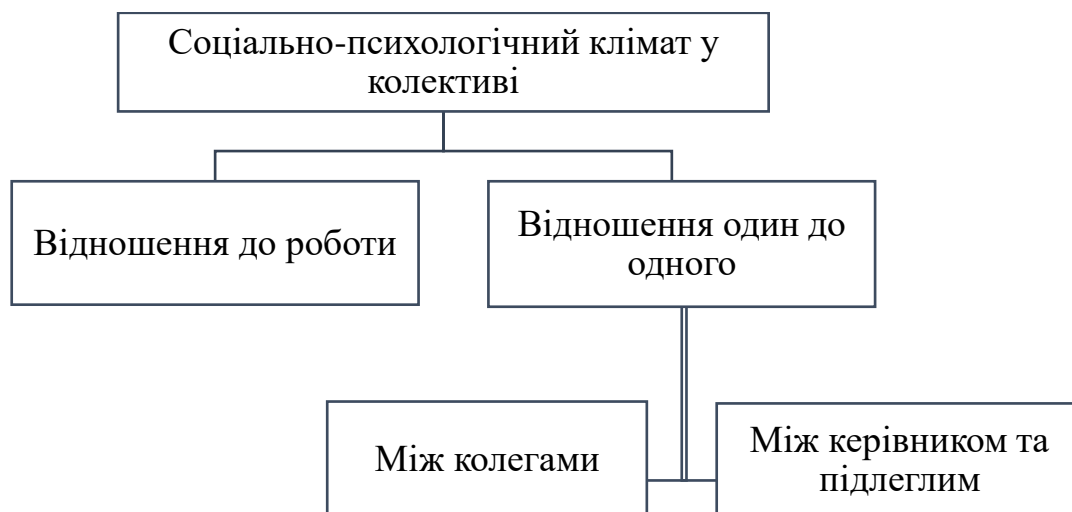 Соціально-психологічний клімат у
колективі
Відношення до роботи
Відношення один до
одного
Між колегами
Між керівником та
підлеглим